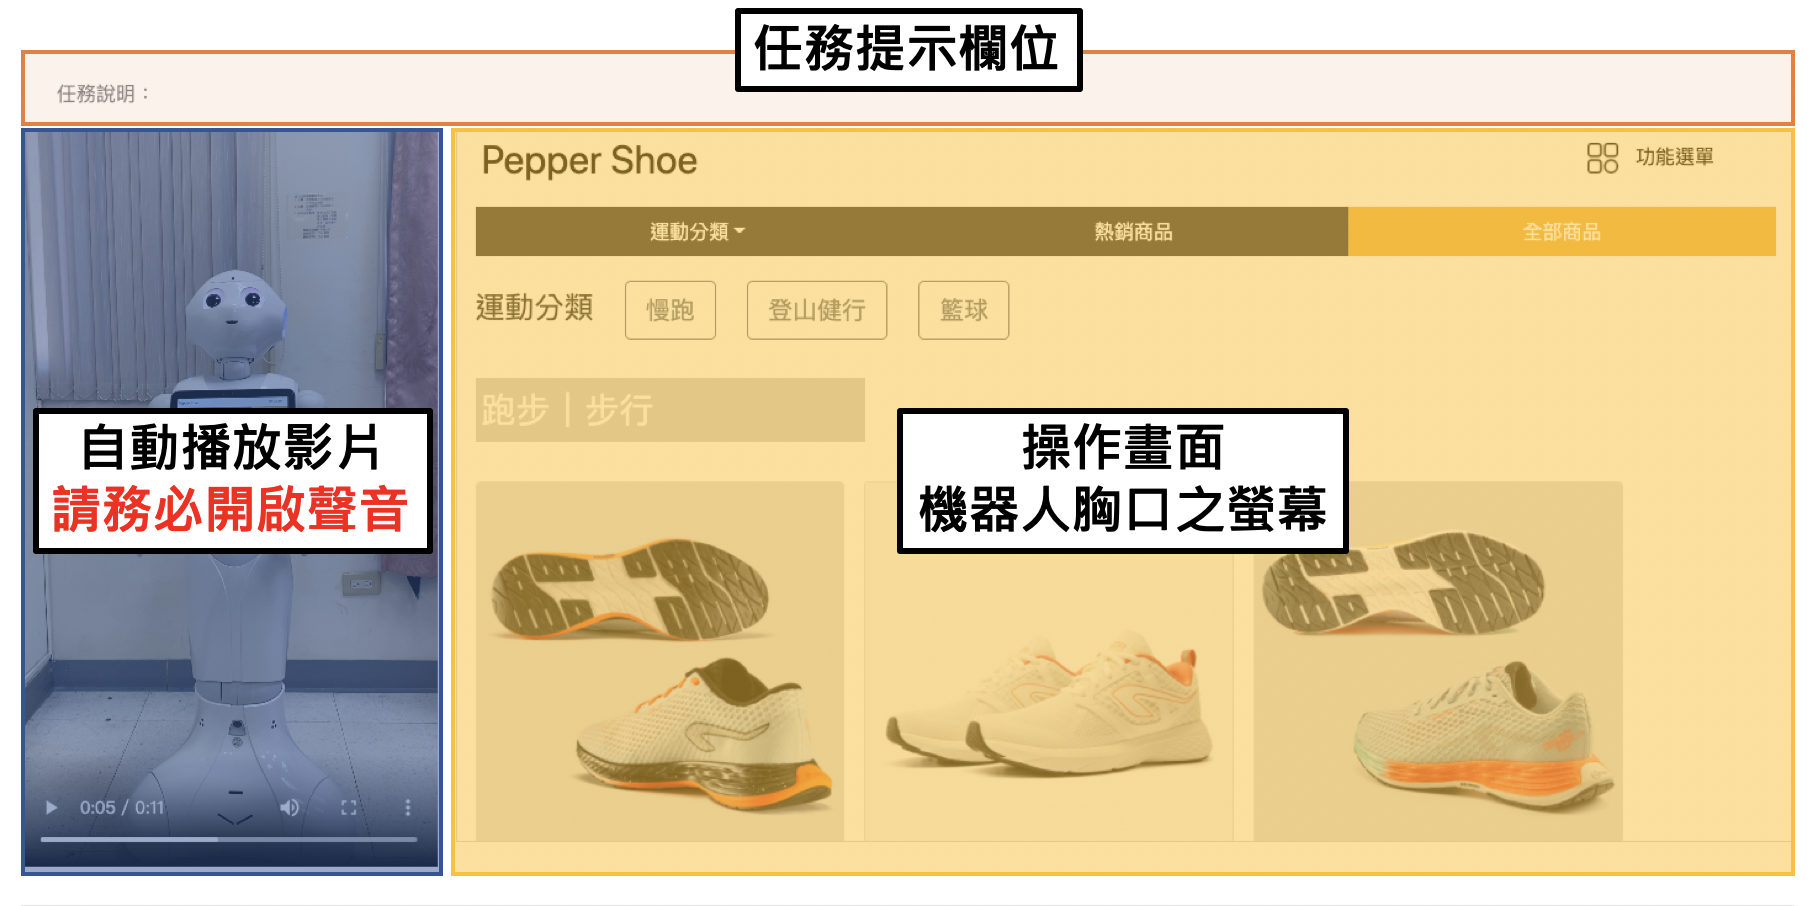 任務提示欄位
任務說明：
Pepper Shoe
功能選單
運動分類
熱銷商品
全部商品
運動分類
慢跑
登山健行
籃球
跑步｜步行
自動播放影片
請務必開啟聲音
操作畫面
機器人胸口之螢幕
0:05 / 0:11